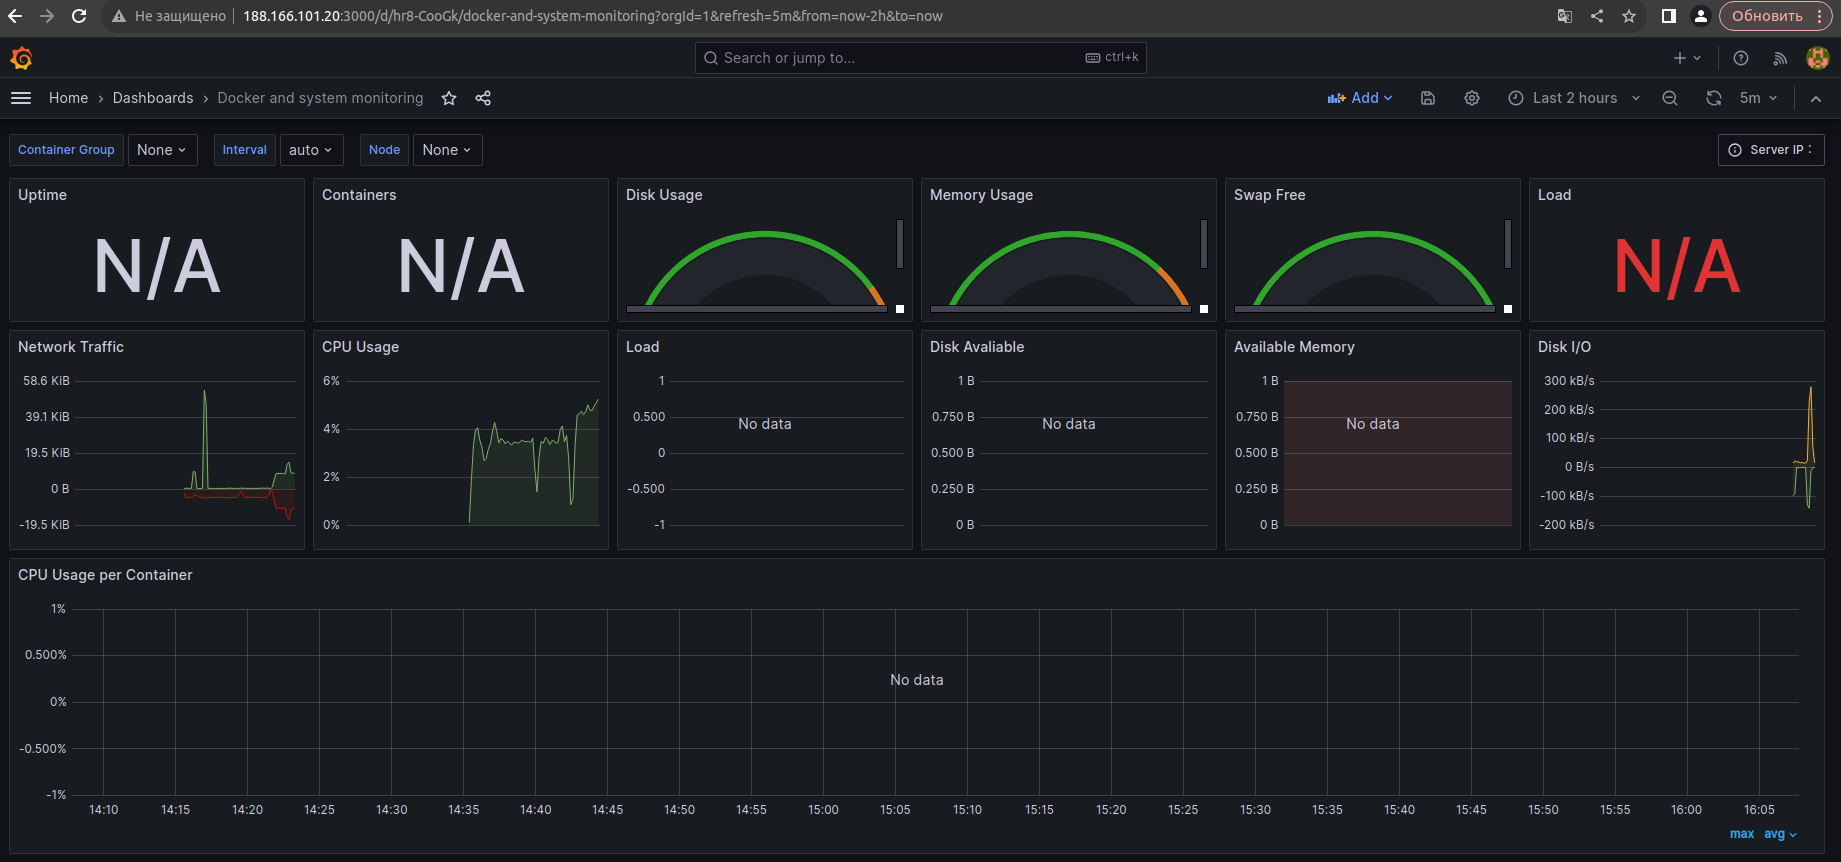 Не защищено 188.166.101.20:3000/d/hr8-CooGk/docker-and-system-monitoring?orgId=1&refresh=5m&from=now-2h&to=now Обновить
Search or jump to... ctrl+k
Home › Dashboards › Docker and system monitoring Add Last 2 hours 5m
Container Group None Interval auto Node None Server IP :
Uptime Containers Disk Usage Memory Usage Swap Free Load
N/A N/A N/A
Network Traffic CPU Usage Load Disk Avaliable Available Memory Disk I/O
58.6 KiB
39.1 KiB
19.5 KiB
0 B
-19.5 KiB
6%
4%
2%
0%
1
0.500
0
-0.500
-1
No data
1 B
0.750 B
0.500 B
0.250 B
0 B
No data
1 B
0.750 B
0.500 B
0.250 B
0 B
No data
300 kB/s
200 kB/s
100 kB/s
0 B/s
-100 kB/s
-200 kB/s
CPU Usage per Container
1%
0.500%
0%
-0.500%
-1%
No data
14:10 14:15 14:20 14:25 14:30 14:35 14:40 14:45 14:50 14:55 15:00 15:05 15:10 15:15 15:20 15:25 15:30 15:35 15:40 15:45 15:50 15:55 16:00 16:05
max avg